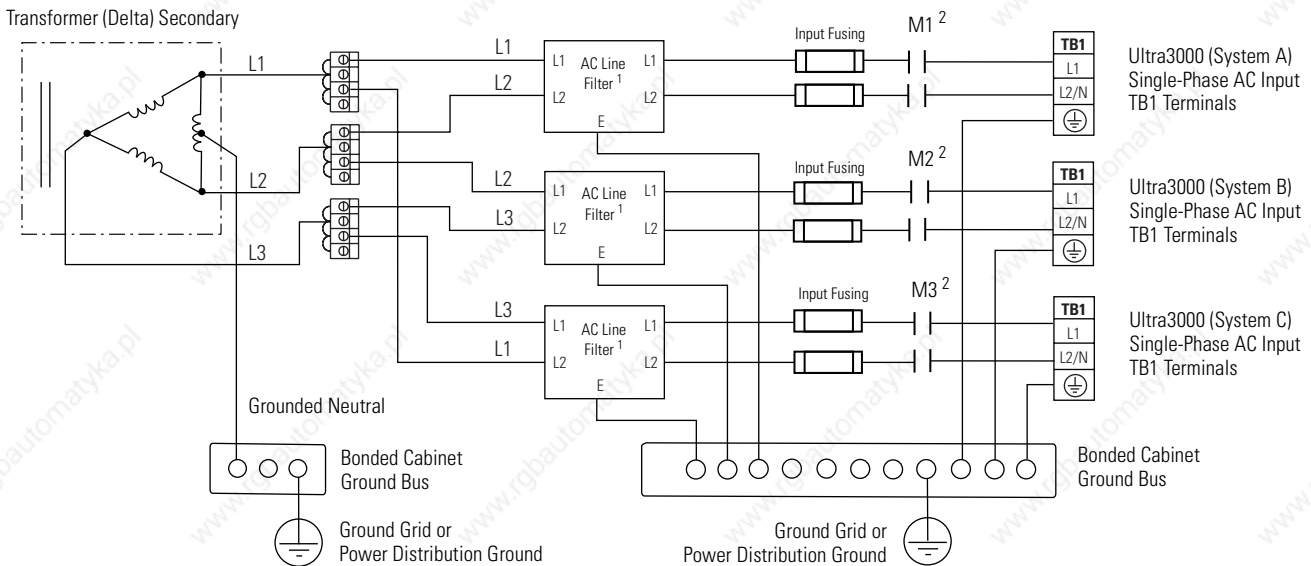 Transformer (Delta) Secondary
L1
L2
L3
Grounded Neutral
Bonded Cabinet
Ground Bus
Ground Grid or
Power Distribution Ground
L1
L2
L1
L2
AC Line
Filter 1
L1
L2
E
Input Fusing
M1 2
TB1
L1
L2/N
Ultra3000 (System A)
Single-Phase AC Input
TB1 Terminals
L2
L3
L1
L2
AC Line
Filter 1
L1
L2
E
Input Fusing
M2 2
TB1
L1
L2/N
Ultra3000 (System B)
Single-Phase AC Input
TB1 Terminals
L3
L1
L1
L2
AC Line
Filter 1
L1
L2
E
Input Fusing
M3 2
TB1
L1
L2/N
Ultra3000 (System C)
Single-Phase AC Input
TB1 Terminals
Bonded Cabinet
Ground Bus
Ground Grid or
Power Distribution Ground
www.rgbautomatyka.pl